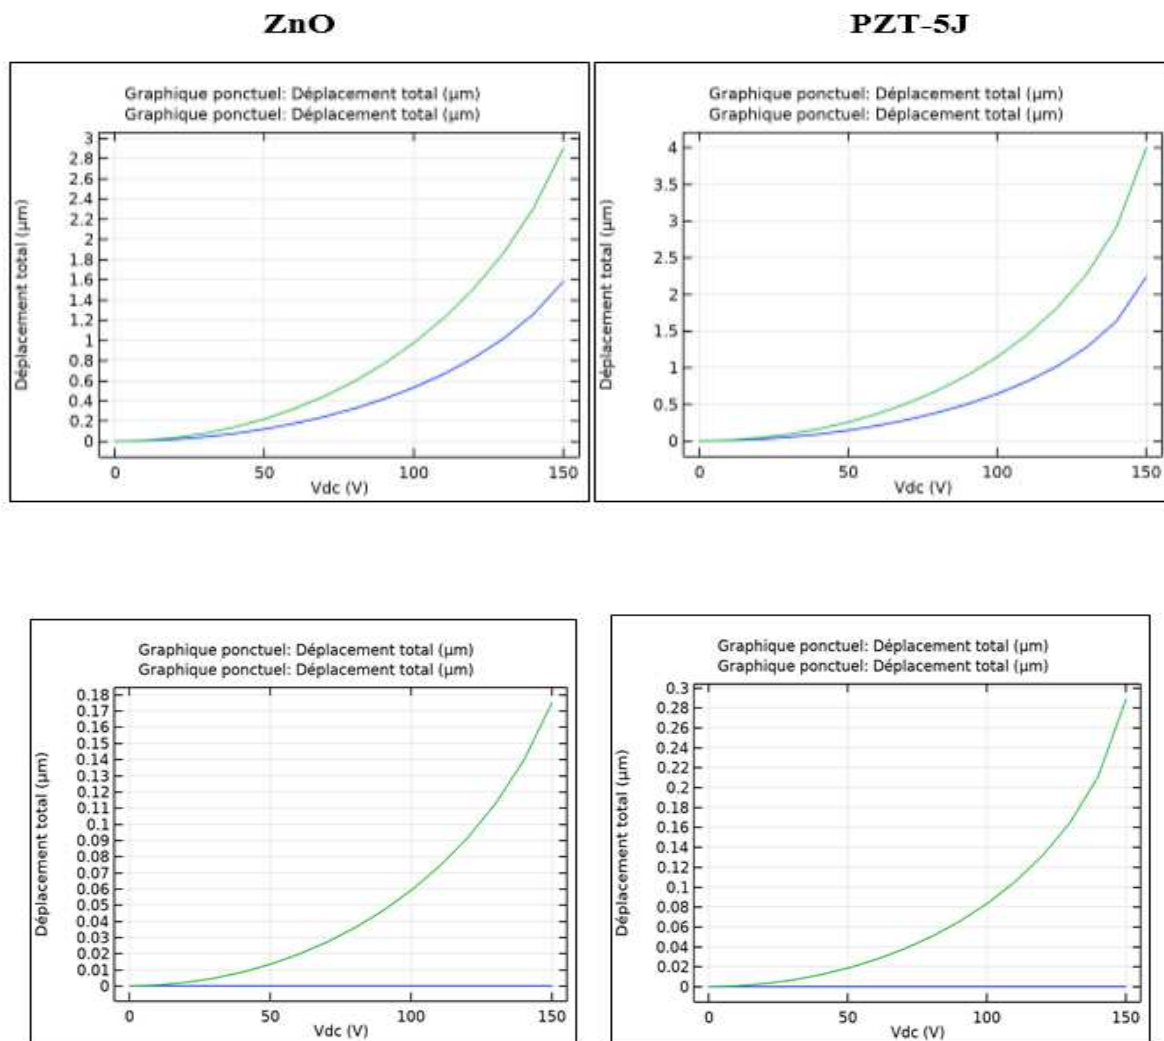 ZnO
PZT-5J
Graphique ponctuel: Déplacement total (µm)
Graphique ponctuel: Déplacement total (µm)
3
2.8
2.6
2.4
2.2
2
1.8
1.6
1.4
1.2
1
0.8
0.6
0.4
0.2
0
Déplacement total (µm)
0 50 100 150
Vdc (V)
Graphique ponctuel: Déplacement total (µm)
Graphique ponctuel: Déplacement total (µm)
4
3.5
3
2.5
2
1.5
1
0.5
0
Déplacement total (µm)
0 50 100 150
Vdc (V)
Graphique ponctuel: Déplacement total (µm)
Graphique ponctuel: Déplacement total (µm)
0.18
0.17
0.16
0.15
0.14
0.13
0.12
0.11
0.1
0.09
0.08
0.07
0.06
0.05
0.04
0.03
0.02
0.01
0
Déplacement total (µm)
0 50 100 150
Vdc (V)
Graphique ponctuel: Déplacement total (µm)
Graphique ponctuel: Déplacement total (µm)
0.3
0.28
0.26
0.24
0.22
0.2
0.18
0.16
0.14
0.12
0.1
0.08
0.06
0.04
0.02
0
Déplacement total (µm)
0 50 100 150
Vdc (V)